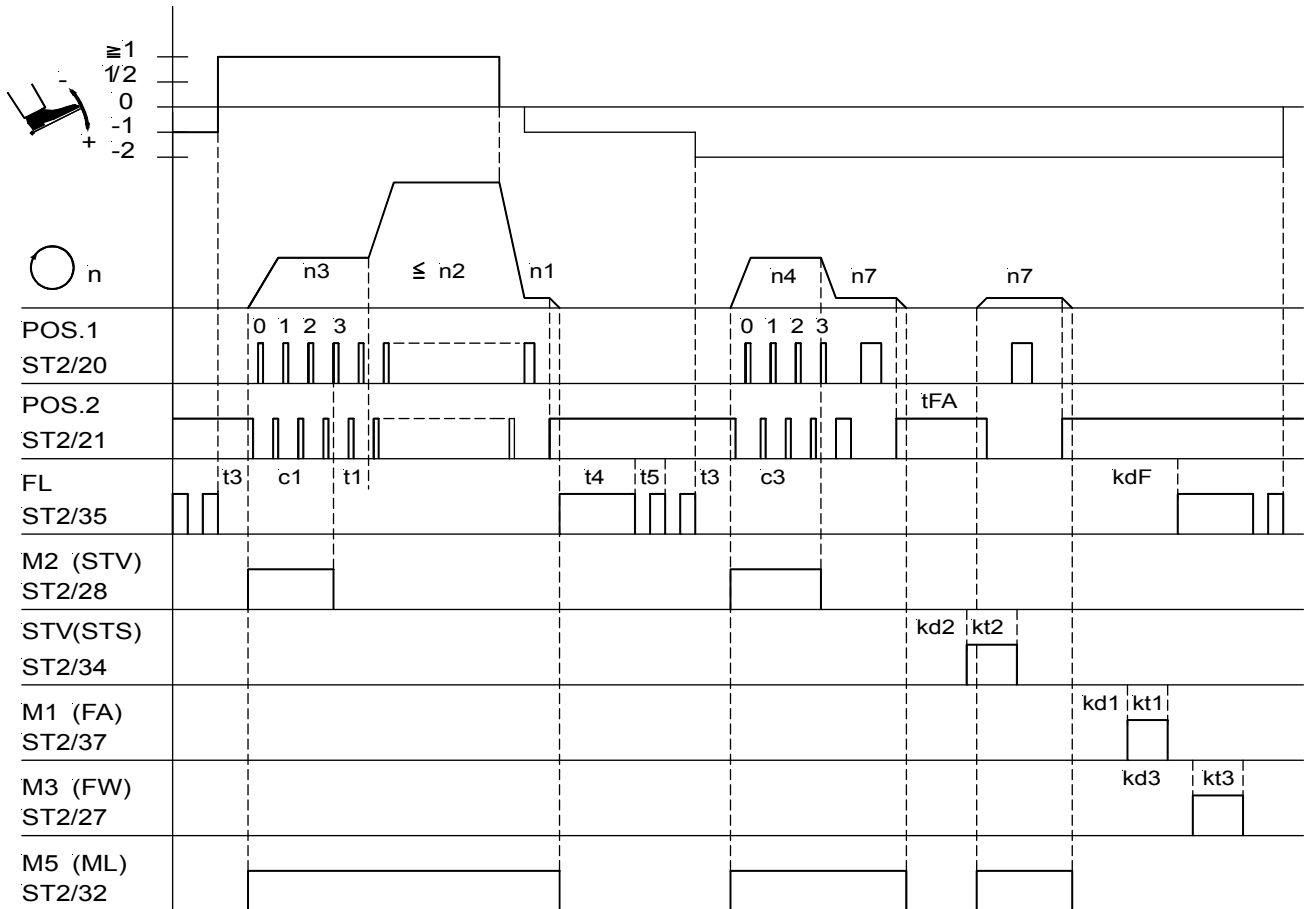 ≧1
1/2
0
-1
-2
-
+
n
n3
≦ n2
n1
n4
n7
n7
POS.1
ST2/20
0 1 2 3
0 1 2 3
POS.2
ST2/21
tFA
FL
ST2/35
t3
c1
t1
t4
t5
t3
c3
kdF
M2 (STV)
ST2/28
STV(STS)
ST2/34
kd2
kt2
M1 (FA)
ST2/37
kd1
kt1
M3 (FW)
ST2/27
kd3
kt3
M5 (ML)
ST2/32